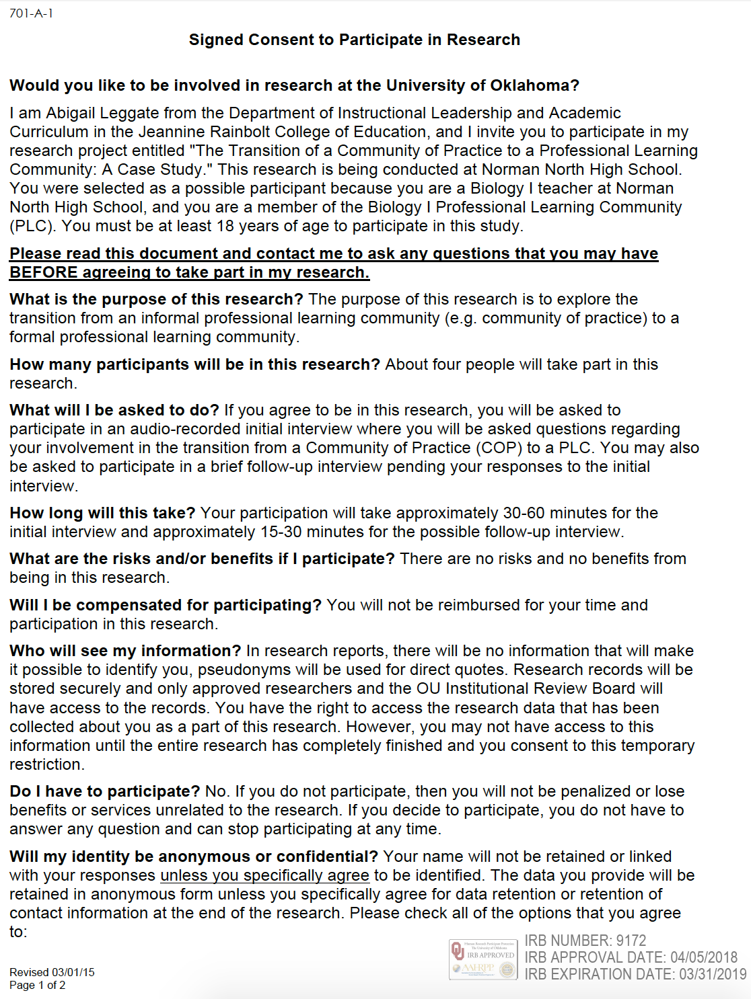 701-A-1
Signed Consent to Participate in Research
Would you like to be involved in research at the University of Oklahoma?
I am Abigail Leggate from the Department of Instructional Leadership and Academic
Curriculum in the Jeannine Rainbolt College of Education, and I invite you to participate in my
research project entitled "The Transition of a Community of Practice to a Professional Learning
Community: A Case Study." This research is being conducted at Norman North High School.
You were selected as a possible participant because you are a Biology I teacher at Norman
North High School, and you are a member of the Biology I Professional Learning Community
(PLC). You must be at least 18 years of age to participate in this study.
Please read this document and contact me to ask any questions that you may have
BEFORE agreeing to take part in my research.
What is the purpose of this research? The purpose of this research is to explore the
transition from an informal professional learning community (e.g. community of practice) to a
formal professional learning community.
How many participants will be in this research? About four people will take part in this
research.
What will I be asked to do? If you agree to be in this research, you will be asked to
participate in an audio-recorded initial interview where you will be asked questions regarding
your involvement in the transition from a Community of Practice (COP) to a PLC. You may also
be asked to participate in a brief follow-up interview pending your responses to the initial
interview.
How long will this take? Your participation will take approximately 30-60 minutes for the
initial interview and approximately 15-30 minutes for the possible follow-up interview.
What are the risks and/or benefits if I participate? There are no risks and no benefits from
being in this research.
Will I be compensated for participating? You will not be reimbursed for your time and
participation in this research.
Who will see my information? In research reports, there will be no information that will make
it possible to identify you, pseudonyms will be used for direct quotes. Research records will be
stored securely and only approved researchers and the OU Institutional Review Board will
have access to the records. You have the right to access the research data that has been
collected about you as a part of this research. However, you may not have access to this
information until the entire research has completely finished and you consent to this temporary
restriction.
Do I have to participate? No. If you do not participate, then you will not be penalized or lose
benefits or services unrelated to the research. If you decide to participate, you do not have to
answer any question and can stop participating at any time.
Will my identity be anonymous or confidential? Your name will not be retained or linked
with your responses unless you specifically agree to be identified. The data you provide will be
retained in anonymous form unless you specifically agree for data retention or retention of
contact information at the end of the research. Please check all of the options that you agree
to:
Human Research Participant Protection
The University of Oklahoma
IRB APPROVED
AAHRPP
IRB NUMBER: 9172
IRB APPROVAL DATE: 04/05/2018
IRB EXPIRATION DATE: 03/31/2019
Revised 03/01/15
Page 1 of 2